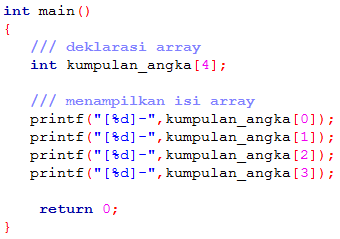 int main()
{
/// deklarasi array
int kumpulan_angka[4];
/// menampilkan isi array
printf("[%d]-",kumpulan_angka[0]);
printf("[%d]-",kumpulan_angka[1]);
printf("[%d]-",kumpulan_angka[2]);
printf("[%d]-",kumpulan_angka[3]);
return 0;
}